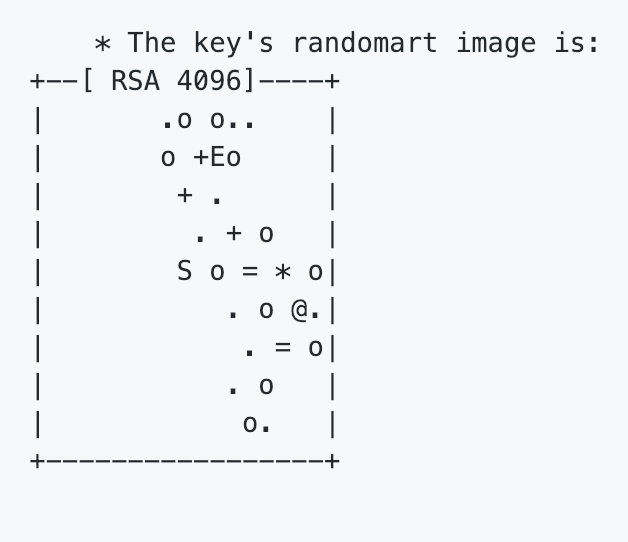 * The key's randomart image is:
+--[ RSA 4096]----+
|       .o o..    |
|       o +Eo     |
|        + .      |
|         . + o   |
|        S o = * o|
|           . o @.|
|            . = o|
|           . o   |
|            o.   |
+-----------------+